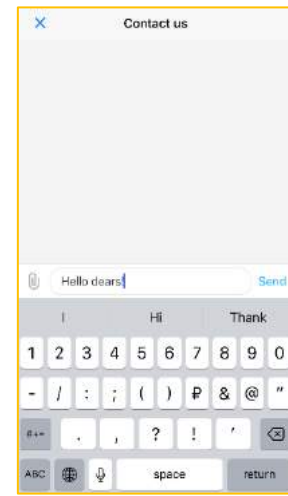 Contact us
Hello dears!
Send
I Hi Thank
1 2 3 4 5 6 7 8 9 0
- / : ; ( ) ₽ & @ "
#+= . , ? ! '
ABC space return